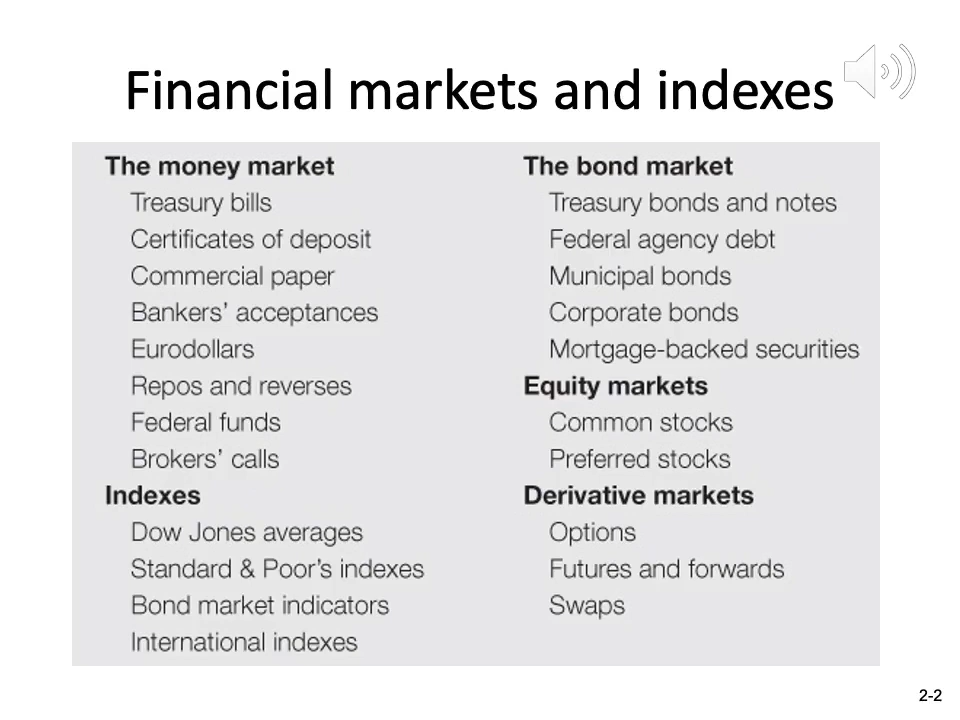 Financial markets and indexes
The money market
Treasury bills
Certificates of deposit
Commercial paper
Bankers’ acceptances
Eurodollars
Repos and reverses
Federal funds
Brokers’ calls
Indexes
Dow Jones averages
Standard & Poor’s indexes
Bond market indicators
International indexes
The bond market
Treasury bonds and notes
Federal agency debt
Municipal bonds
Corporate bonds
Mortgage-backed securities
Equity markets
Common stocks
Preferred stocks
Derivative markets
Options
Futures and forwards
Swaps
2-2